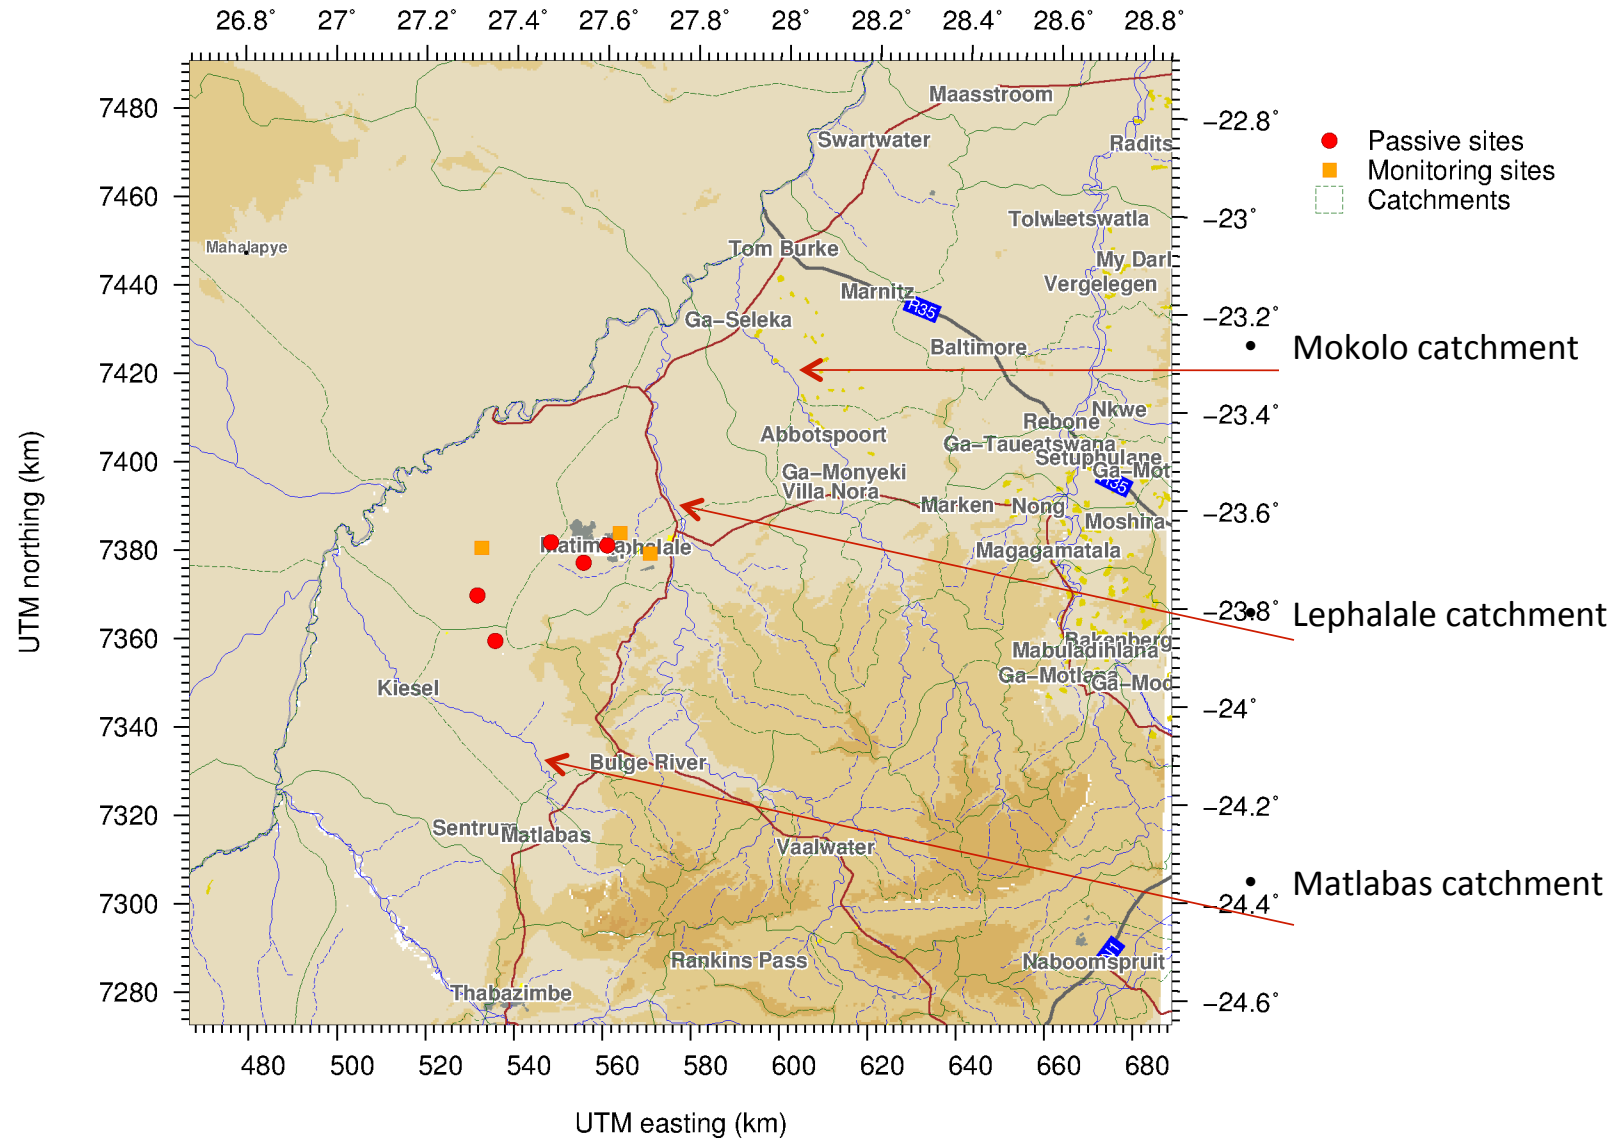 26.8° 27° 27.2° 27.4° 27.6° 27.8° 28° 28.2° 28.4° 28.6° 28.8°
7480
7460
7440
7420
7400
7380
7360
7340
7320
7300
7280
UTM northing (km)
Maasstroom
Swartwater
Radits
Letswatla
Mahalapye
Tom Burke
My Darl
Vergelegen
Marnitz
R35
Ga−Seleka
Baltimore
Nkwe
Rebone
Abbotspoort
Ga−Taueatswana
Setuphulane
Ga−Mot
Ga−Monyeki
R35
Villa Nora
Marken
Nong
Moshira
Magagamatala
Bakenberg
Mabuladihlana
Ga−Motlana
Ga−Mod
Kiesel
Bulge River
Matlabas
Vaalwater
Rankins Pass
Naboomspruit
N1
Thabazimbe
−22.8°
−23°
−23.2°
−23.4°
−23.6°
−23.8°
−24°
−24.2°
−24.4°
−24.6°
480 500 520 540 560 580 600 620 640 660 680
UTM easting (km)
Passive sites
Monitoring sites
Catchments
• Mokolo catchment
• Lephalale catchment
• Matlabas catchment